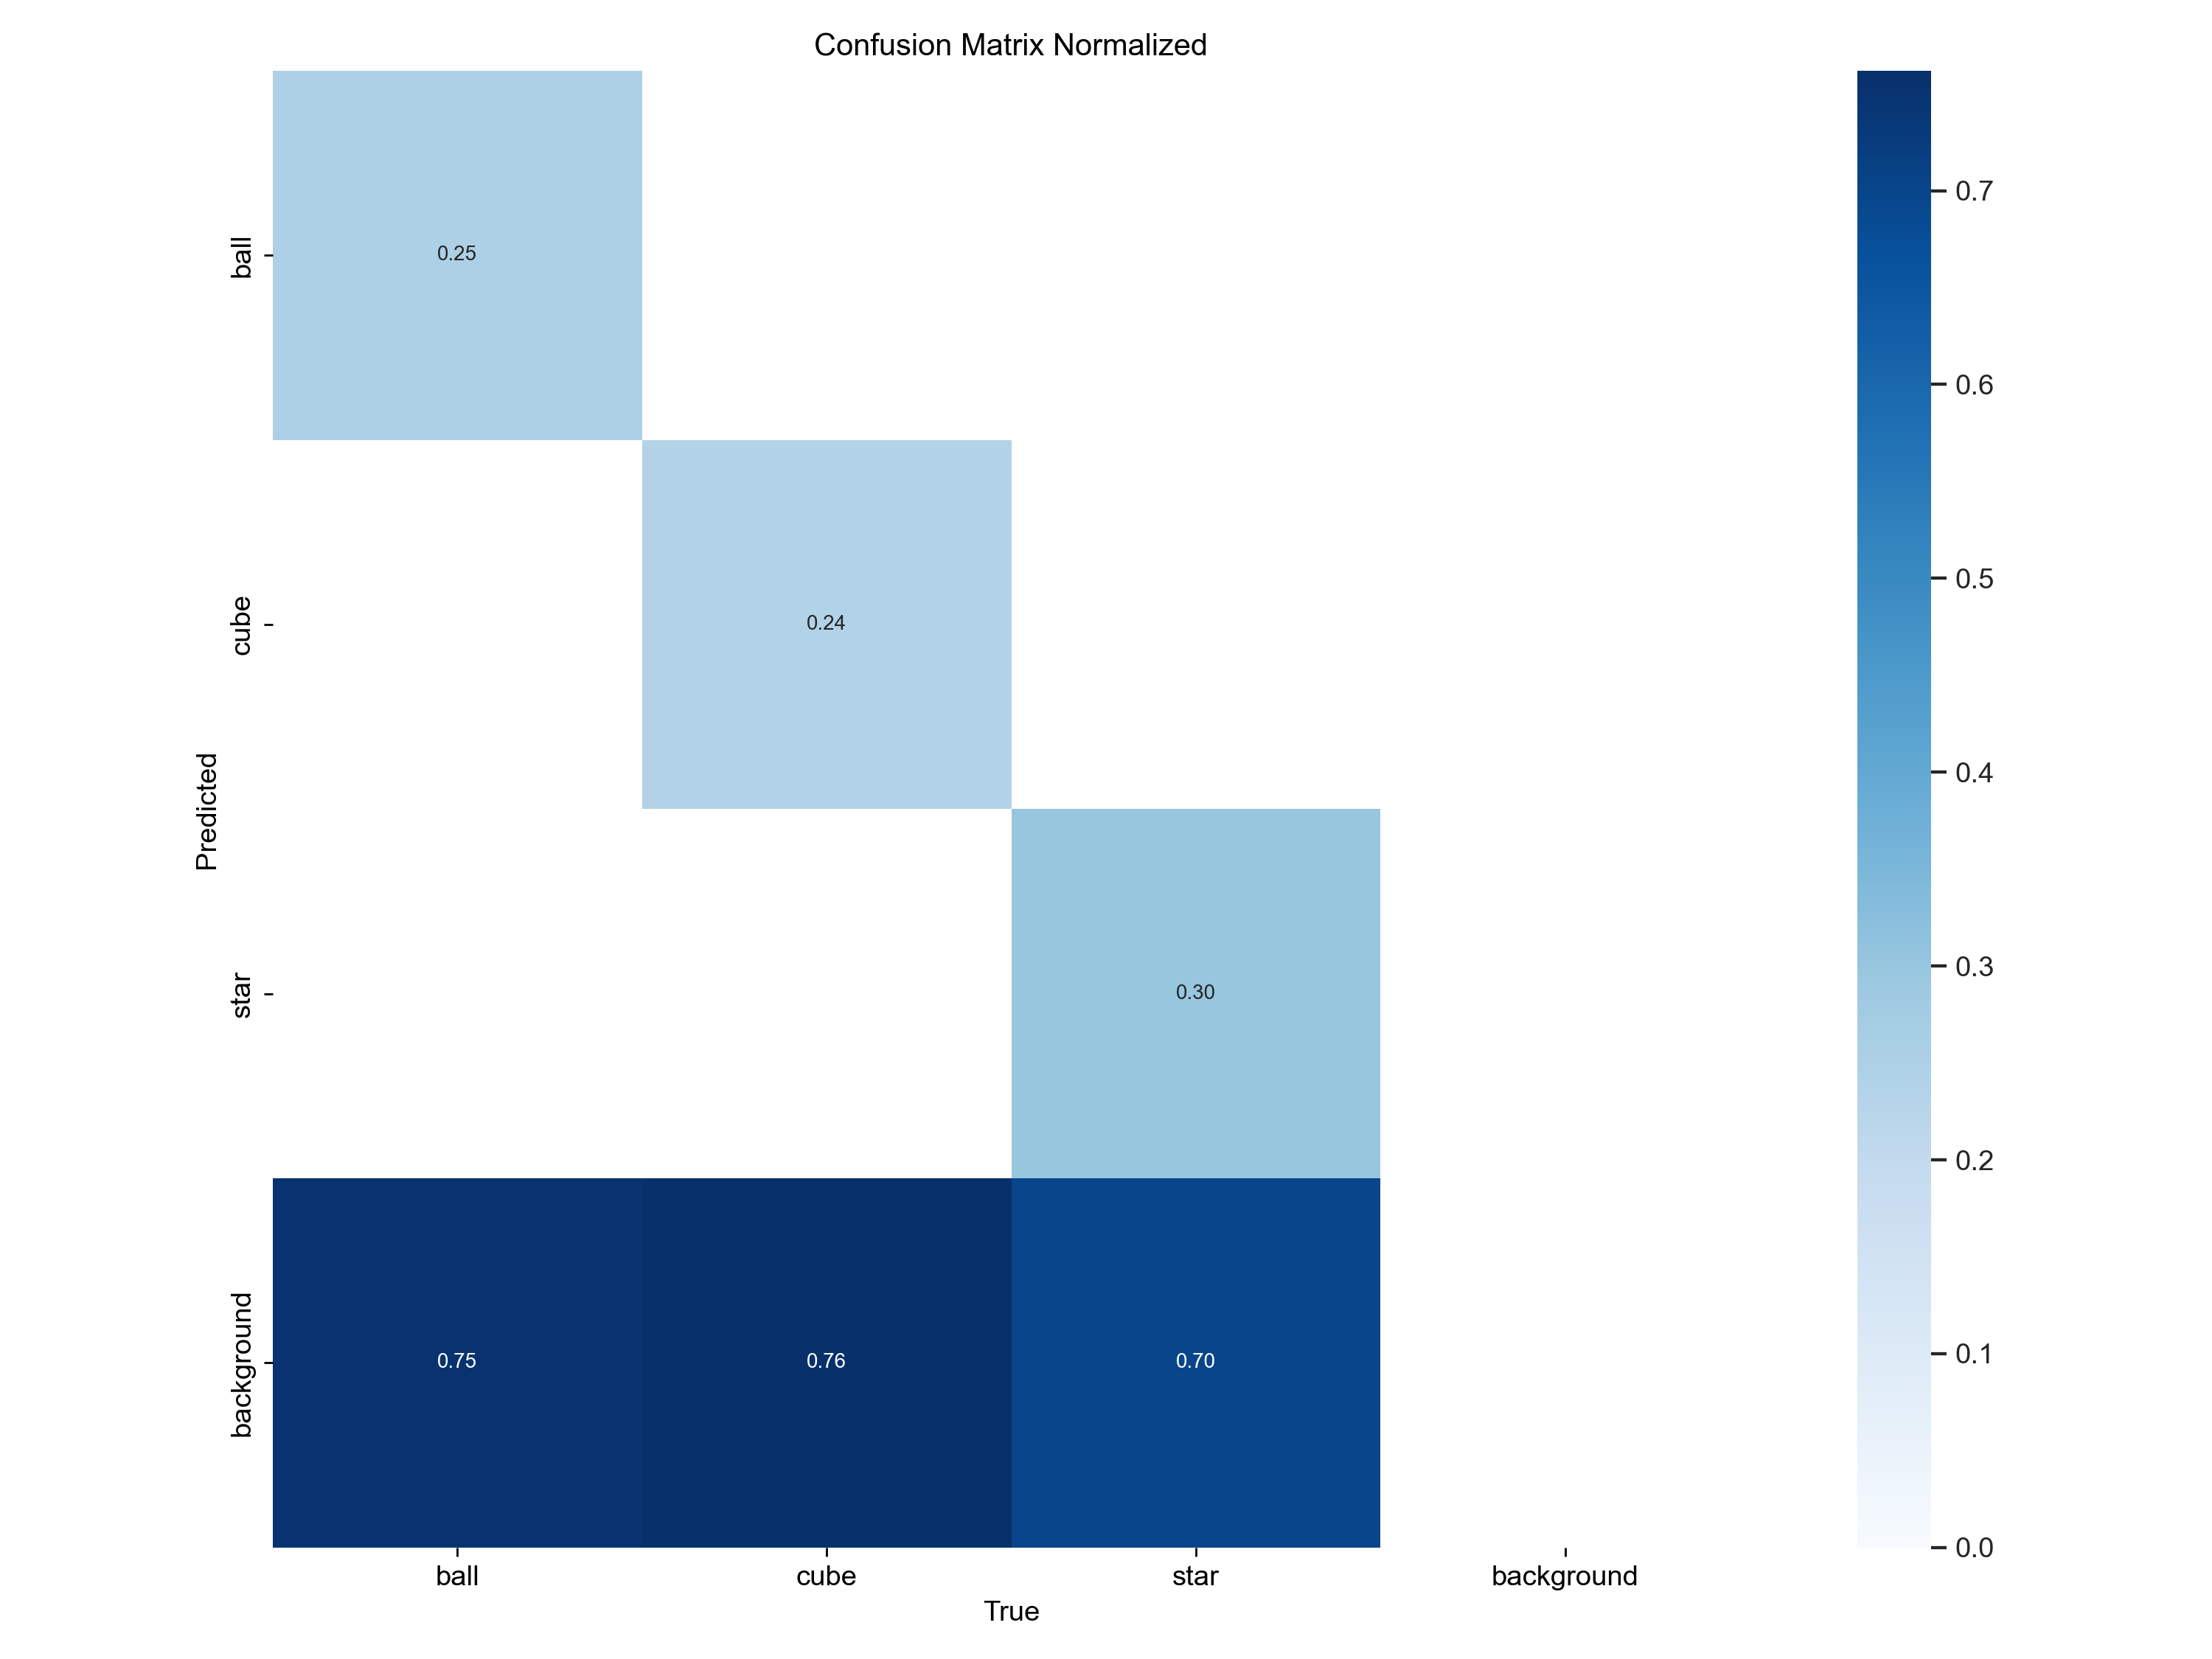 Confusion Matrix Normalized
ball
0.25
cube
0.24
star
0.30
background
0.75 0.76 0.70
Predicted
ball cube star background
True
0.7
0.6
0.5
0.4
0.3
0.2
0.1
0.0